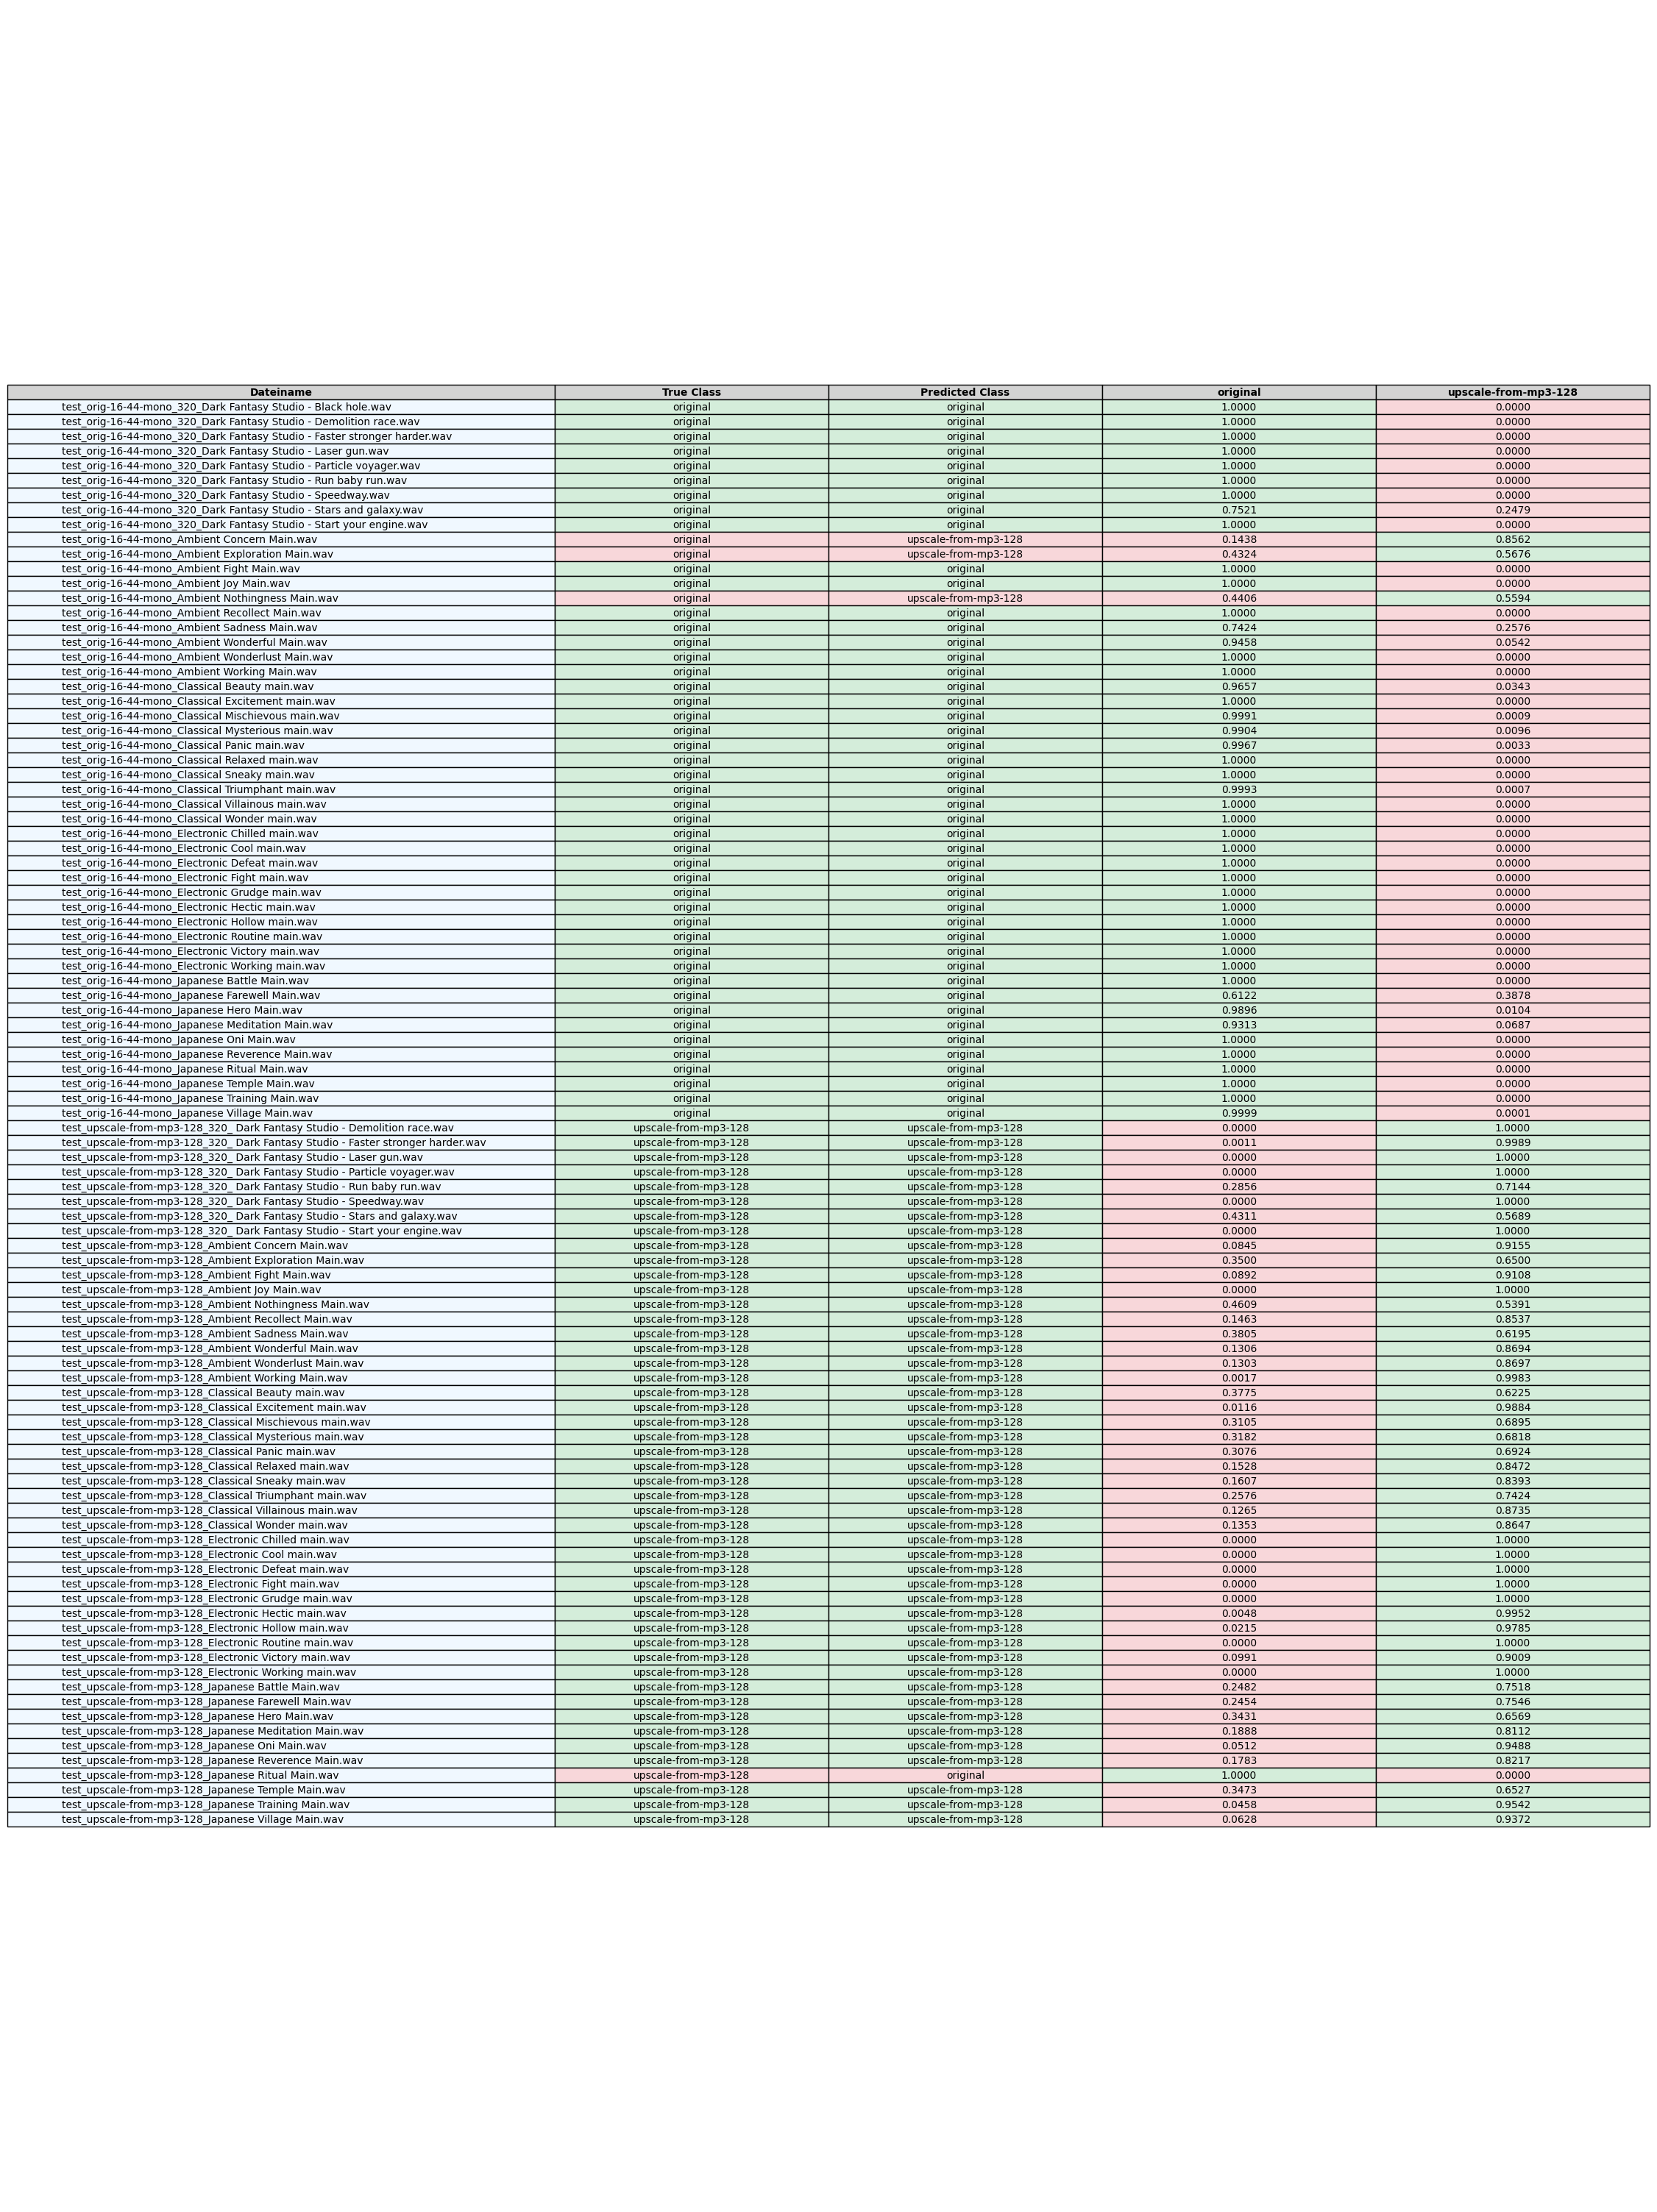 Dateiname True Class Predicted Class original upscale-from-mp3-128
test_orig-16-44-mono_320_Dark Fantasy Studio - Black hole.wav original original 1.0000 0.0000
test_orig-16-44-mono_320_Dark Fantasy Studio - Demolition race.wav original original 1.0000 0.0000
test_orig-16-44-mono_320_Dark Fantasy Studio - Faster stronger harder.wav original original 1.0000 0.0000
test_orig-16-44-mono_320_Dark Fantasy Studio - Laser gun.wav original original 1.0000 0.0000
test_orig-16-44-mono_320_Dark Fantasy Studio - Particle voyager.wav original original 1.0000 0.0000
test_orig-16-44-mono_320_Dark Fantasy Studio - Run baby run.wav original original 1.0000 0.0000
test_orig-16-44-mono_320_Dark Fantasy Studio - Speedway.wav original original 1.0000 0.0000
test_orig-16-44-mono_320_Dark Fantasy Studio - Stars and galaxy.wav original original 0.7521 0.2479
test_orig-16-44-mono_320_Dark Fantasy Studio - Start your engine.wav original original 1.0000 0.0000
test_orig-16-44-mono_Ambient Concern Main.wav original upscale-from-mp3-128 0.1438 0.8562
test_orig-16-44-mono_Ambient Exploration Main.wav original upscale-from-mp3-128 0.4324 0.5676
test_orig-16-44-mono_Ambient Fight Main.wav original original 1.0000 0.0000
test_orig-16-44-mono_Ambient Joy Main.wav original original 1.0000 0.0000
test_orig-16-44-mono_Ambient Nothingness Main.wav original upscale-from-mp3-128 0.4406 0.5594
test_orig-16-44-mono_Ambient Recollect Main.wav original original 1.0000 0.0000
test_orig-16-44-mono_Ambient Sadness Main.wav original original 0.7424 0.2576
test_orig-16-44-mono_Ambient Wonderful Main.wav original original 0.9458 0.0542
test_orig-16-44-mono_Ambient Wonderlust Main.wav original original 1.0000 0.0000
test_orig-16-44-mono_Ambient Working Main.wav original original 1.0000 0.0000
test_orig-16-44-mono_Classical Beauty main.wav original original 0.9657 0.0343
test_orig-16-44-mono_Classical Excitement main.wav original original 1.0000 0.0000
test_orig-16-44-mono_Classical Mischievous main.wav original original 0.9991 0.0009
test_orig-16-44-mono_Classical Mysterious main.wav original original 0.9904 0.0096
test_orig-16-44-mono_Classical Panic main.wav original original 0.9967 0.0033
test_orig-16-44-mono_Classical Relaxed main.wav original original 1.0000 0.0000
test_orig-16-44-mono_Classical Sneaky main.wav original original 1.0000 0.0000
test_orig-16-44-mono_Classical Triumphant main.wav original original 0.9993 0.0007
test_orig-16-44-mono_Classical Villainous main.wav original original 1.0000 0.0000
test_orig-16-44-mono_Classical Wonder main.wav original original 1.0000 0.0000
test_orig-16-44-mono_Electronic Chilled main.wav original original 1.0000 0.0000
test_orig-16-44-mono_Electronic Cool main.wav original original 1.0000 0.0000
test_orig-16-44-mono_Electronic Defeat main.wav original original 1.0000 0.0000
test_orig-16-44-mono_Electronic Fight main.wav original original 1.0000 0.0000
test_orig-16-44-mono_Electronic Grudge main.wav original original 1.0000 0.0000
test_orig-16-44-mono_Electronic Hectic main.wav original original 1.0000 0.0000
test_orig-16-44-mono_Electronic Hollow main.wav original original 1.0000 0.0000
test_orig-16-44-mono_Electronic Routine main.wav original original 1.0000 0.0000
test_orig-16-44-mono_Electronic Victory main.wav original original 1.0000 0.0000
test_orig-16-44-mono_Electronic Working main.wav original original 1.0000 0.0000
test_orig-16-44-mono_Japanese Battle Main.wav original original 1.0000 0.0000
test_orig-16-44-mono_Japanese Farewell Main.wav original original 0.6122 0.3878
test_orig-16-44-mono_Japanese Hero Main.wav original original 0.9896 0.0104
test_orig-16-44-mono_Japanese Meditation Main.wav original original 0.9313 0.0687
test_orig-16-44-mono_Japanese Oni Main.wav original original 1.0000 0.0000
test_orig-16-44-mono_Japanese Reverence Main.wav original original 1.0000 0.0000
test_orig-16-44-mono_Japanese Ritual Main.wav original original 1.0000 0.0000
test_orig-16-44-mono_Japanese Temple Main.wav original original 1.0000 0.0000
test_orig-16-44-mono_Japanese Training Main.wav original original 1.0000 0.0000
test_orig-16-44-mono_Japanese Village Main.wav original original 0.9999 0.0001
test_upscale-from-mp3-128_320_ Dark Fantasy Studio - Demolition race.wav upscale-from-mp3-128 upscale-from-mp3-128 0.0000 1.0000
test_upscale-from-mp3-128_320_ Dark Fantasy Studio - Faster stronger harder.wav upscale-from-mp3-128 upscale-from-mp3-128 0.0011 0.9989
test_upscale-from-mp3-128_320_ Dark Fantasy Studio - Laser gun.wav upscale-from-mp3-128 upscale-from-mp3-128 0.0000 1.0000
test_upscale-from-mp3-128_320_ Dark Fantasy Studio - Particle voyager.wav upscale-from-mp3-128 upscale-from-mp3-128 0.0000 1.0000
test_upscale-from-mp3-128_320_ Dark Fantasy Studio - Run baby run.wav upscale-from-mp3-128 upscale-from-mp3-128 0.2856 0.7144
test_upscale-from-mp3-128_320_ Dark Fantasy Studio - Speedway.wav upscale-from-mp3-128 upscale-from-mp3-128 0.0000 1.0000
test_upscale-from-mp3-128_320_ Dark Fantasy Studio - Stars and galaxy.wav upscale-from-mp3-128 upscale-from-mp3-128 0.4311 0.5689
test_upscale-from-mp3-128_320_ Dark Fantasy Studio - Start your engine.wav upscale-from-mp3-128 upscale-from-mp3-128 0.0000 1.0000
test_upscale-from-mp3-128_Ambient Concern Main.wav upscale-from-mp3-128 upscale-from-mp3-128 0.0845 0.9155
test_upscale-from-mp3-128_Ambient Exploration Main.wav upscale-from-mp3-128 upscale-from-mp3-128 0.3500 0.6500
test_upscale-from-mp3-128_Ambient Fight Main.wav upscale-from-mp3-128 upscale-from-mp3-128 0.0892 0.9108
test_upscale-from-mp3-128_Ambient Joy Main.wav upscale-from-mp3-128 upscale-from-mp3-128 0.0000 1.0000
test_upscale-from-mp3-128_Ambient Nothingness Main.wav upscale-from-mp3-128 upscale-from-mp3-128 0.4609 0.5391
test_upscale-from-mp3-128_Ambient Recollect Main.wav upscale-from-mp3-128 upscale-from-mp3-128 0.1463 0.8537
test_upscale-from-mp3-128_Ambient Sadness Main.wav upscale-from-mp3-128 upscale-from-mp3-128 0.3805 0.6195
test_upscale-from-mp3-128_Ambient Wonderful Main.wav upscale-from-mp3-128 upscale-from-mp3-128 0.1306 0.8694
test_upscale-from-mp3-128_Ambient Wonderlust Main.wav upscale-from-mp3-128 upscale-from-mp3-128 0.1303 0.8697
test_upscale-from-mp3-128_Ambient Working Main.wav upscale-from-mp3-128 upscale-from-mp3-128 0.0017 0.9983
test_upscale-from-mp3-128_Classical Beauty main.wav upscale-from-mp3-128 upscale-from-mp3-128 0.3775 0.6225
test_upscale-from-mp3-128_Classical Excitement main.wav upscale-from-mp3-128 upscale-from-mp3-128 0.0116 0.9884
test_upscale-from-mp3-128_Classical Mischievous main.wav upscale-from-mp3-128 upscale-from-mp3-128 0.3105 0.6895
test_upscale-from-mp3-128_Classical Mysterious main.wav upscale-from-mp3-128 upscale-from-mp3-128 0.3182 0.6818
test_upscale-from-mp3-128_Classical Panic main.wav upscale-from-mp3-128 upscale-from-mp3-128 0.3076 0.6924
test_upscale-from-mp3-128_Classical Relaxed main.wav upscale-from-mp3-128 upscale-from-mp3-128 0.1528 0.8472
test_upscale-from-mp3-128_Classical Sneaky main.wav upscale-from-mp3-128 upscale-from-mp3-128 0.1607 0.8393
test_upscale-from-mp3-128_Classical Triumphant main.wav upscale-from-mp3-128 upscale-from-mp3-128 0.2576 0.7424
test_upscale-from-mp3-128_Classical Villainous main.wav upscale-from-mp3-128 upscale-from-mp3-128 0.1265 0.8735
test_upscale-from-mp3-128_Classical Wonder main.wav upscale-from-mp3-128 upscale-from-mp3-128 0.1353 0.8647
test_upscale-from-mp3-128_Electronic Chilled main.wav upscale-from-mp3-128 upscale-from-mp3-128 0.0000 1.0000
test_upscale-from-mp3-128_Electronic Cool main.wav upscale-from-mp3-128 upscale-from-mp3-128 0.0000 1.0000
test_upscale-from-mp3-128_Electronic Defeat main.wav upscale-from-mp3-128 upscale-from-mp3-128 0.0000 1.0000
test_upscale-from-mp3-128_Electronic Fight main.wav upscale-from-mp3-128 upscale-from-mp3-128 0.0000 1.0000
test_upscale-from-mp3-128_Electronic Grudge main.wav upscale-from-mp3-128 upscale-from-mp3-128 0.0000 1.0000
test_upscale-from-mp3-128_Electronic Hectic main.wav upscale-from-mp3-128 upscale-from-mp3-128 0.0048 0.9952
test_upscale-from-mp3-128_Electronic Hollow main.wav upscale-from-mp3-128 upscale-from-mp3-128 0.0215 0.9785
test_upscale-from-mp3-128_Electronic Routine main.wav upscale-from-mp3-128 upscale-from-mp3-128 0.0000 1.0000
test_upscale-from-mp3-128_Electronic Victory main.wav upscale-from-mp3-128 upscale-from-mp3-128 0.0991 0.9009
test_upscale-from-mp3-128_Electronic Working main.wav upscale-from-mp3-128 upscale-from-mp3-128 0.0000 1.0000
test_upscale-from-mp3-128_Japanese Battle Main.wav upscale-from-mp3-128 upscale-from-mp3-128 0.2482 0.7518
test_upscale-from-mp3-128_Japanese Farewell Main.wav upscale-from-mp3-128 upscale-from-mp3-128 0.2454 0.7546
test_upscale-from-mp3-128_Japanese Hero Main.wav upscale-from-mp3-128 upscale-from-mp3-128 0.3431 0.6569
test_upscale-from-mp3-128_Japanese Meditation Main.wav upscale-from-mp3-128 upscale-from-mp3-128 0.1888 0.8112
test_upscale-from-mp3-128_Japanese Oni Main.wav upscale-from-mp3-128 upscale-from-mp3-128 0.0512 0.9488
test_upscale-from-mp3-128_Japanese Reverence Main.wav upscale-from-mp3-128 upscale-from-mp3-128 0.1783 0.8217
test_upscale-from-mp3-128_Japanese Ritual Main.wav upscale-from-mp3-128 original 1.0000 0.0000
test_upscale-from-mp3-128_Japanese Temple Main.wav upscale-from-mp3-128 upscale-from-mp3-128 0.3473 0.6527
test_upscale-from-mp3-128_Japanese Training Main.wav upscale-from-mp3-128 upscale-from-mp3-128 0.0458 0.9542
test_upscale-from-mp3-128_Japanese Village Main.wav upscale-from-mp3-128 upscale-from-mp3-128 0.0628 0.9372